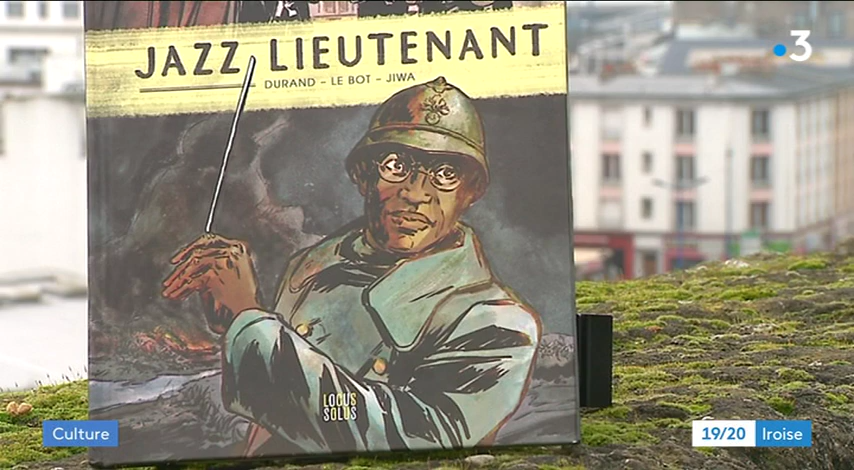 JAZZ LIEUTENANT
DURAND - LE BOT - JIWA
3
LOCUS
SOLUS
Culture
19/20 Iroise